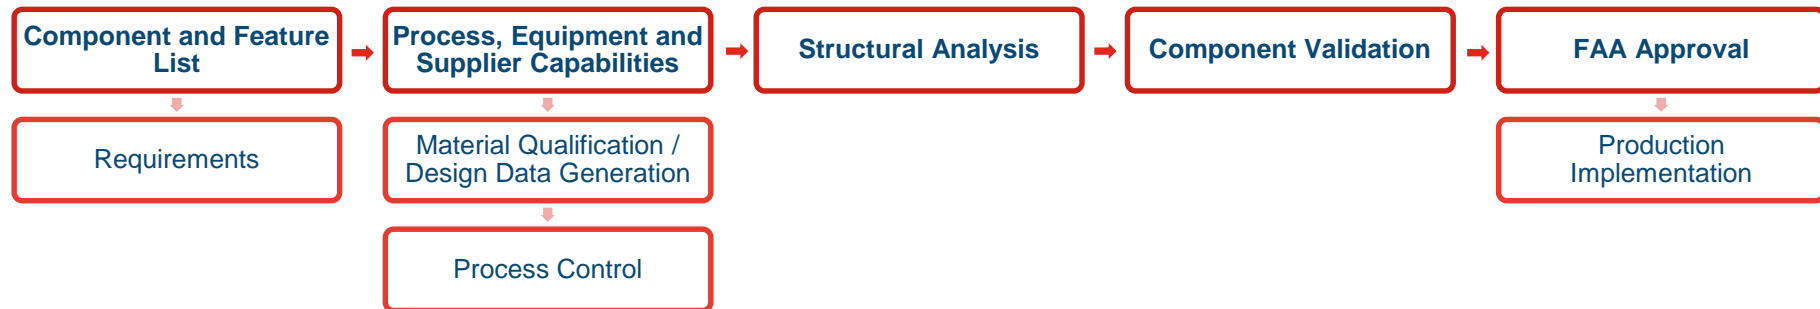 Component and Feature
List
Process, Equipment and
Supplier Capabilities
Structural Analysis
Component Validation
FAA Approval
Requirements
Material Qualification /
Design Data Generation
Production
Implementation
Process Control